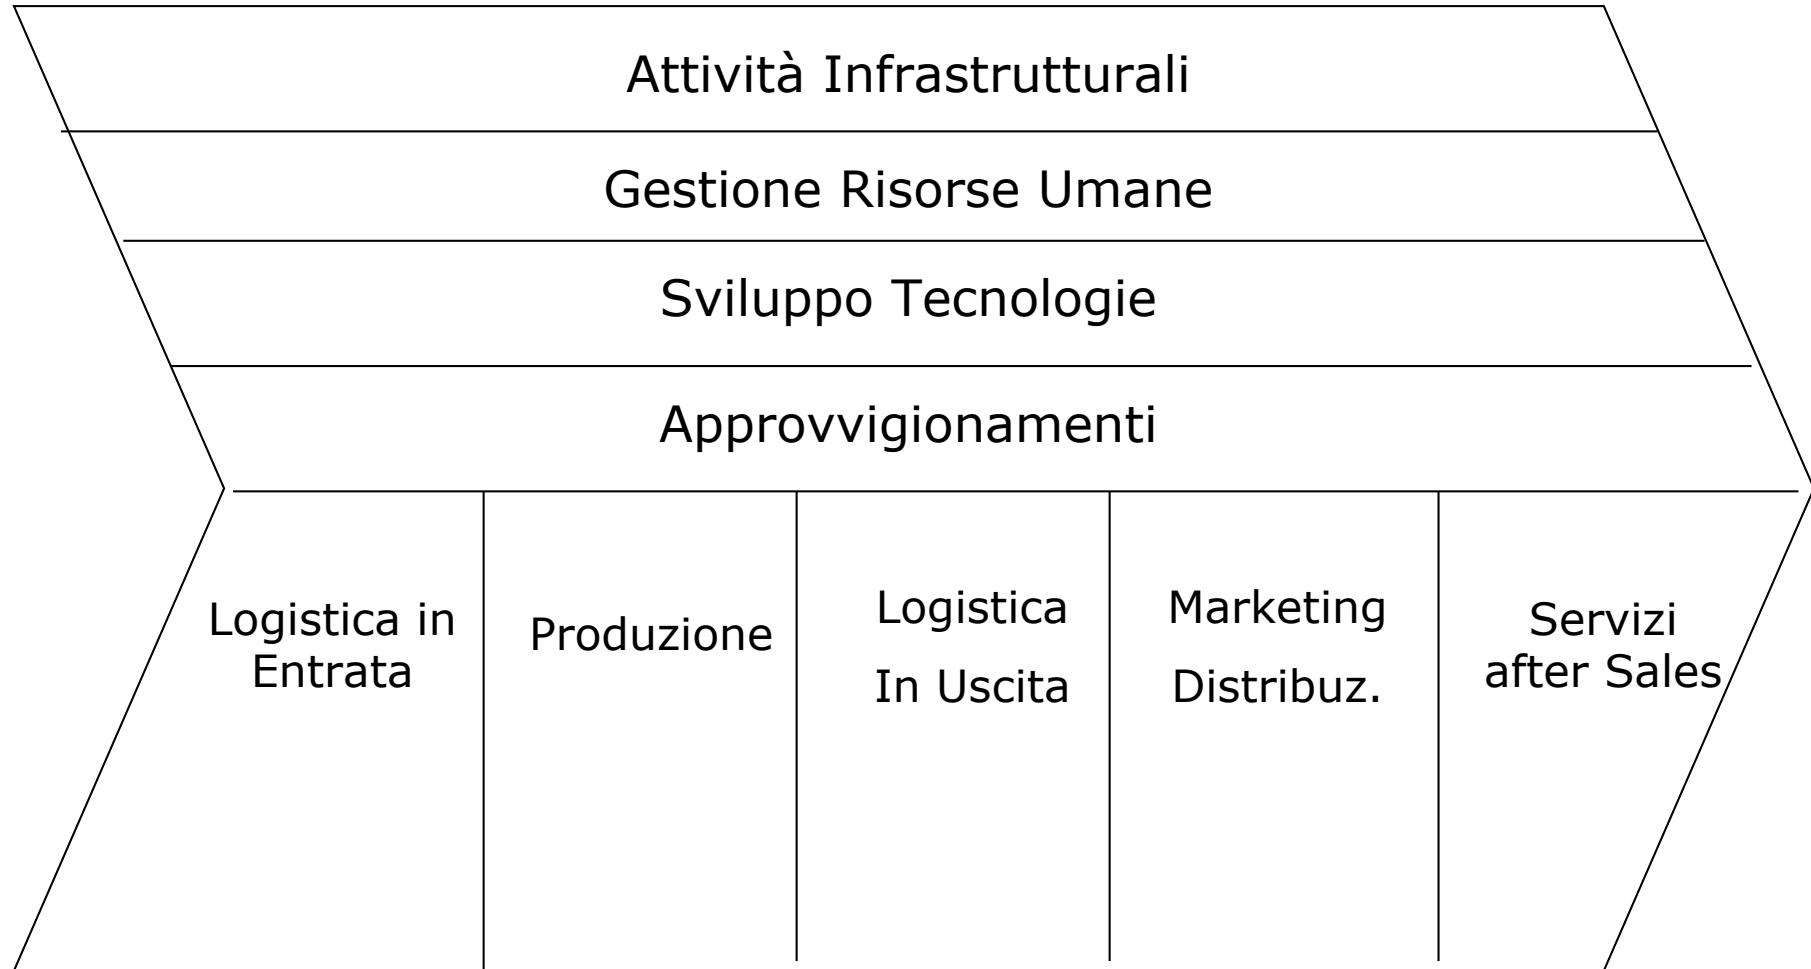 Attività Infrastrutturali
Gestione Risorse Umane
Sviluppo Tecnologie
Approvvigionamenti
Logistica in
Entrata
Produzione
Logistica
In Uscita
Marketing
Distribuz.
Servizi
after Sales